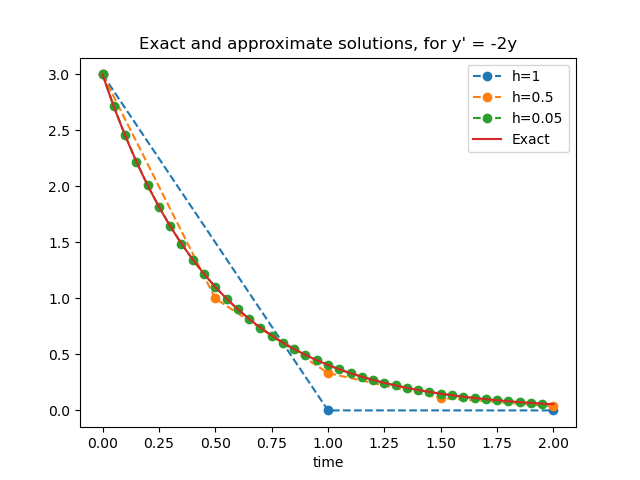 Exact and approximate solutions, for y' = -2y
h=1
h=0.5
h=0.05
Exact
3.0
2.5
2.0
1.5
1.0
0.5
0.0
0.00 0.25 0.50 0.75 1.00 1.25 1.50 1.75 2.00
time